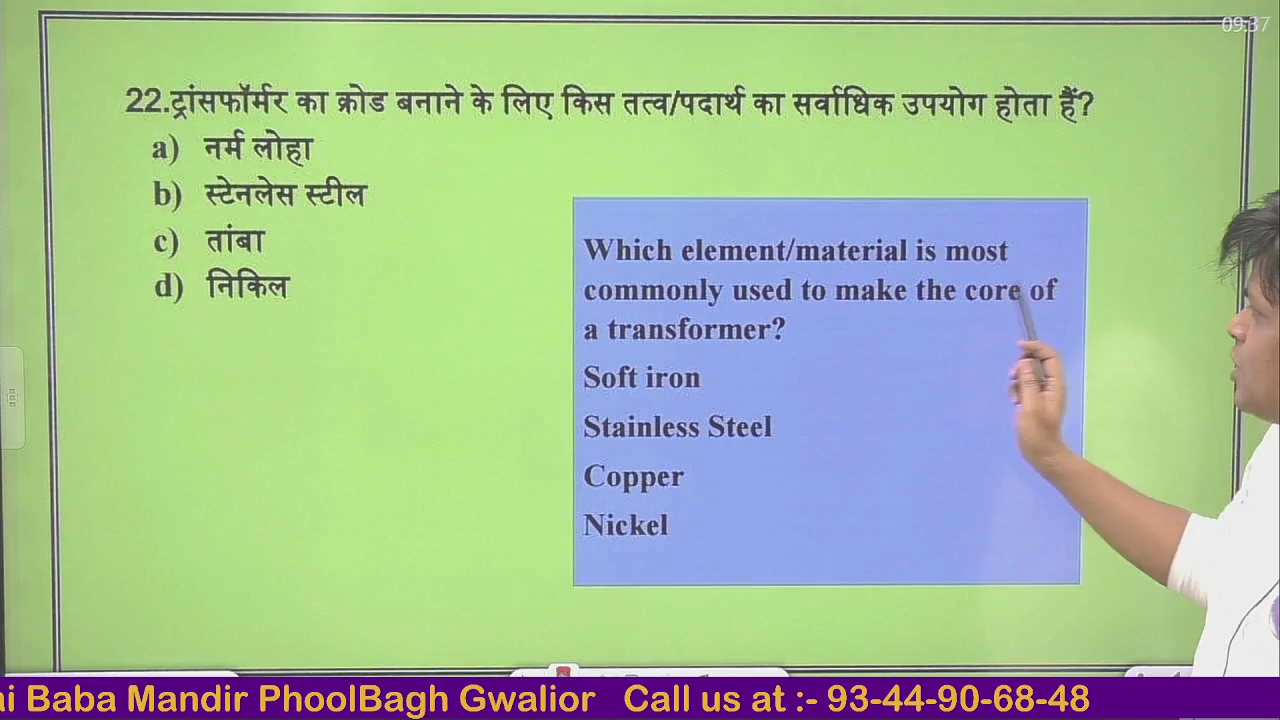 09:37
22.ट्रांसफॉर्मर का क्रोड बनाने के लिए किस तत्व/पदार्थ का सर्वाधिक उपयोग होता हैं?
a) नर्म लोहा
b) स्टेनलेस स्टील
c) तांबा
d) निकिल
Which element/material is most
commonly used to make the core of
a transformer?
Soft iron
Stainless Steel
Copper
Nickel
ai Baba Mandir PhoolBagh Gwalior Call us at :- 93-44-90-68-48